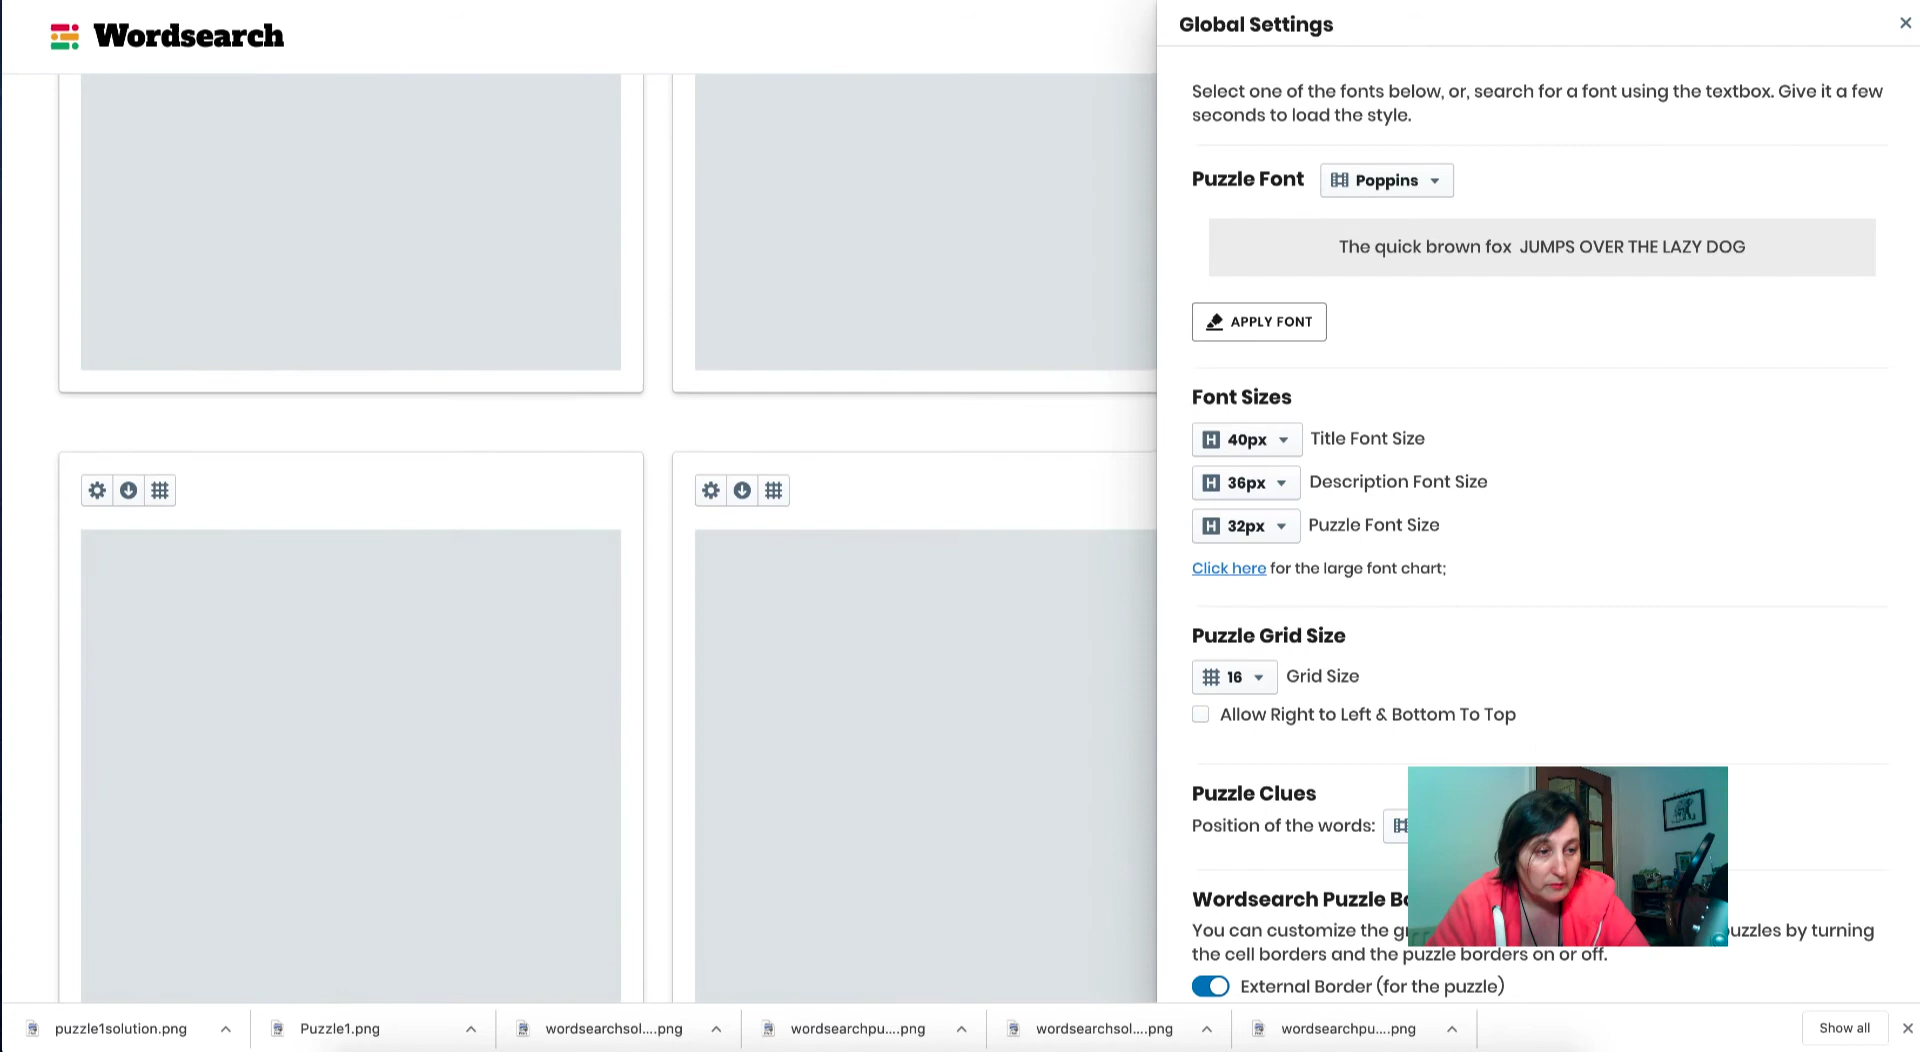 Wordsearch
Global Settings
Select one of the fonts below, or, search for a font using the textbox. Give it a few
seconds to load the style.
Puzzle Font
Poppins
The quick brown fox JUMPS OVER THE LAZY DOG
APPLY FONT
Font Sizes
H 40px Title Font Size
H 36px Description Font Size
H 32px Puzzle Font Size
Click here for the large font chart;
Puzzle Grid Size
16 Grid Size
Allow Right to Left & Bottom To Top
Puzzle Clues
Position of the words:
Wordsearch Puzzle
You can customize the by turning
the cell borders and the puzzle borders on or off.
External Border (for the puzzle)
puzzle1solution.png
Puzzle1.png
wordsearchsol....png
wordsearchpu....png
wordsearchsol....png
wordsearchpu....png
Show all